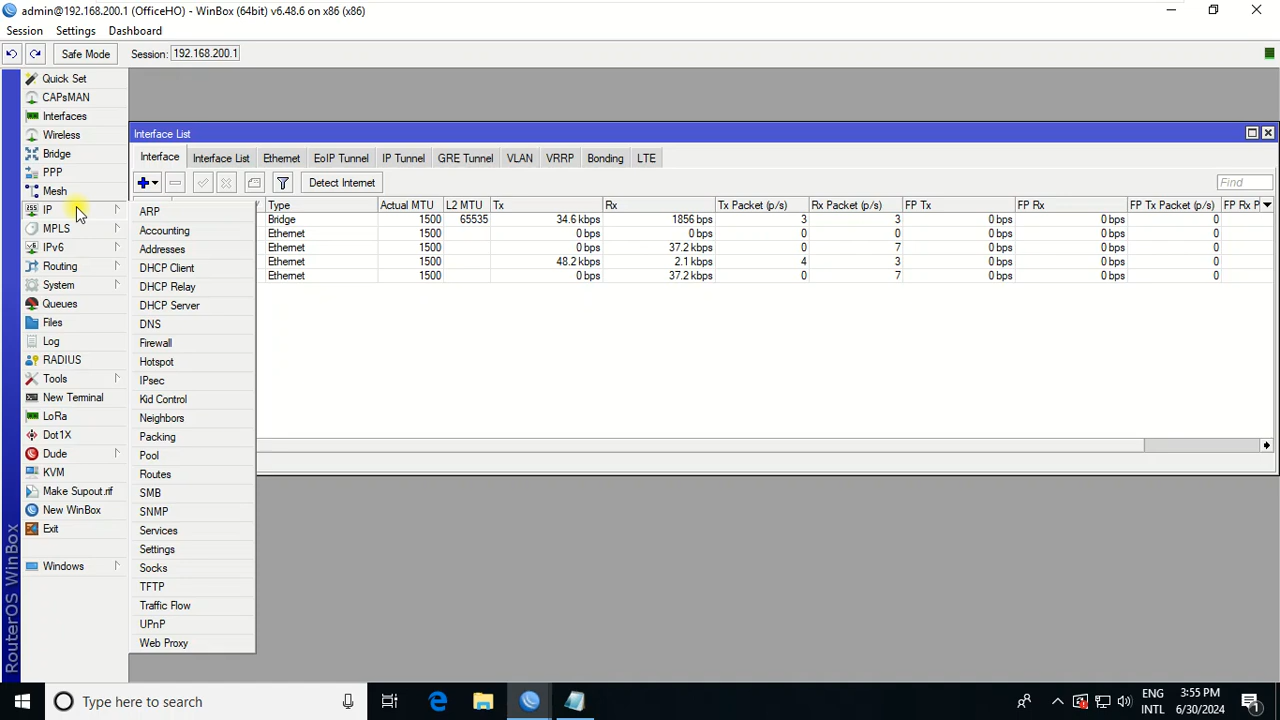 admin@192.168.200.1 (OfficeHO) - WinBox (64bit) v6.48.6 on x86 (x86)
Session Settings Dashboard
Safe Mode Session: 192.168.200.1
Quick Set
CAPsMAN
Interfaces
Wireless
Bridge
PPP
Mesh
IP
MPLS
IPv6
Routing
System
Queues
Files
Log
RADIUS
Tools
New Terminal
LoRa
Dot1X
Dude
KVM
Make Supout.rif
New WinBox
Exit
Windows
RouterOS WinBox
ARP
Accounting
Addresses
DHCP Client
DHCP Relay
DHCP Server
DNS
Firewall
Hotspot
IPsec
Kid Control
Neighbors
Packing
Pool
Routes
SMB
SNMP
Services
Settings
Socks
TFTP
Traffic Flow
UPnP
Web Proxy
Interface List
Interface Interface List Ethernet EoIP Tunnel IP Tunnel GRE Tunnel VLAN VRRP Bonding LTE
Detect Internet Find
Type Actual MTU L2 MTU Tx Rx Tx Packet (p/s) Rx Packet (p/s) FP Tx FP Rx FP Tx Packet (p/s) FP Rx P
Bridge 1500 65535 34.6 kbps 1856 bps 3 3 0 bps 0 bps 0
Ethernet 1500 0 bps 0 bps 0 0 0 bps 0 bps 0
Ethernet 1500 0 bps 37.2 kbps 0 7 0 bps 0 bps 0
Ethernet 1500 48.2 kbps 2.1 kbps 4 3 0 bps 0 bps 0
Ethernet 1500 0 bps 37.2 kbps 0 7 0 bps 0 bps 0
Type here to search
ENG
INTL
3:55 PM
6/30/2024
1